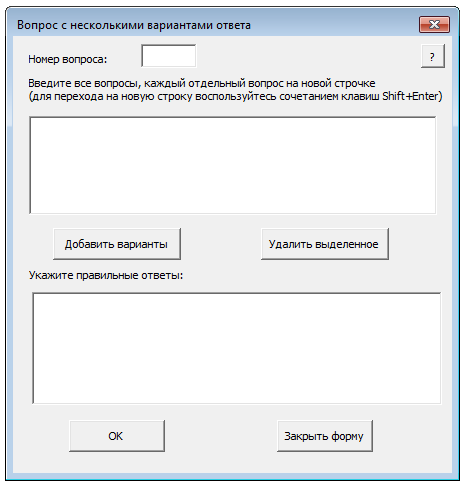 Вопрос с несколькими вариантами ответа
Номер вопроса:
?
Введите все вопросы, каждый отдельный вопрос на новой строчке
(для перехода на новую строку воспользуйтесь сочетанием клавиш Shift+Enter)
Добавить варианты
Удалить выделенное
Укажите правильные ответы:
ОК
Закрыть форму